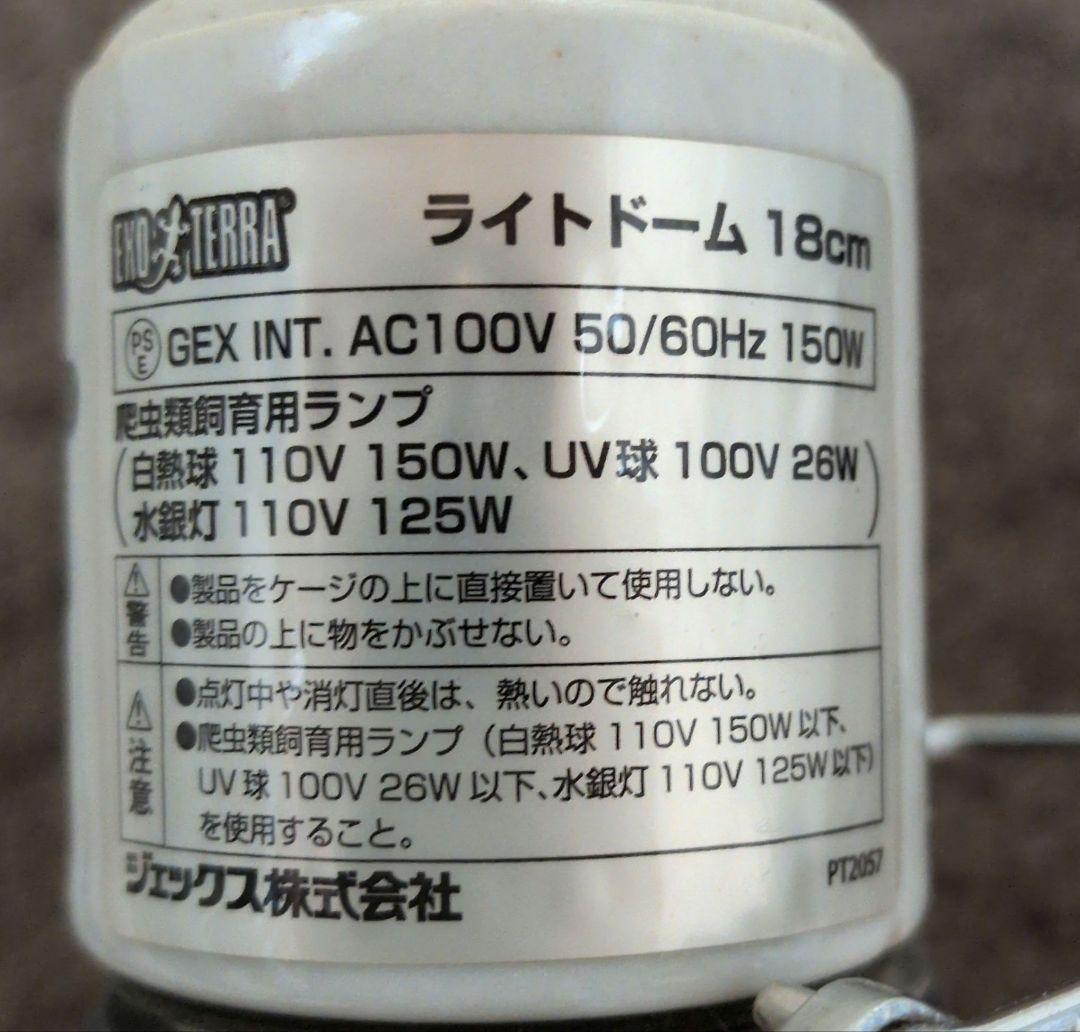 EXO TERRA® ライトドーム 18cm
PSE GEX INT. AC100V 50/60Hz 150W
爬虫類飼育用ランプ
(白熱球 110V 150W、UV球 100V 26W
水銀灯 110V 125W)
⚠警告
●製品をケージの上に直接置いて使用しない。
●製品の上に物をかぶせない。
⚠注意
●点灯中や消灯直後は、熱いので触れない。
●爬虫類飼育用ランプ(白熱球 110V 150W以下、
UV球 100V 26W以下、水銀灯 110V 125W以下)
を使用すること。
ジェックス株式会社
PT2057